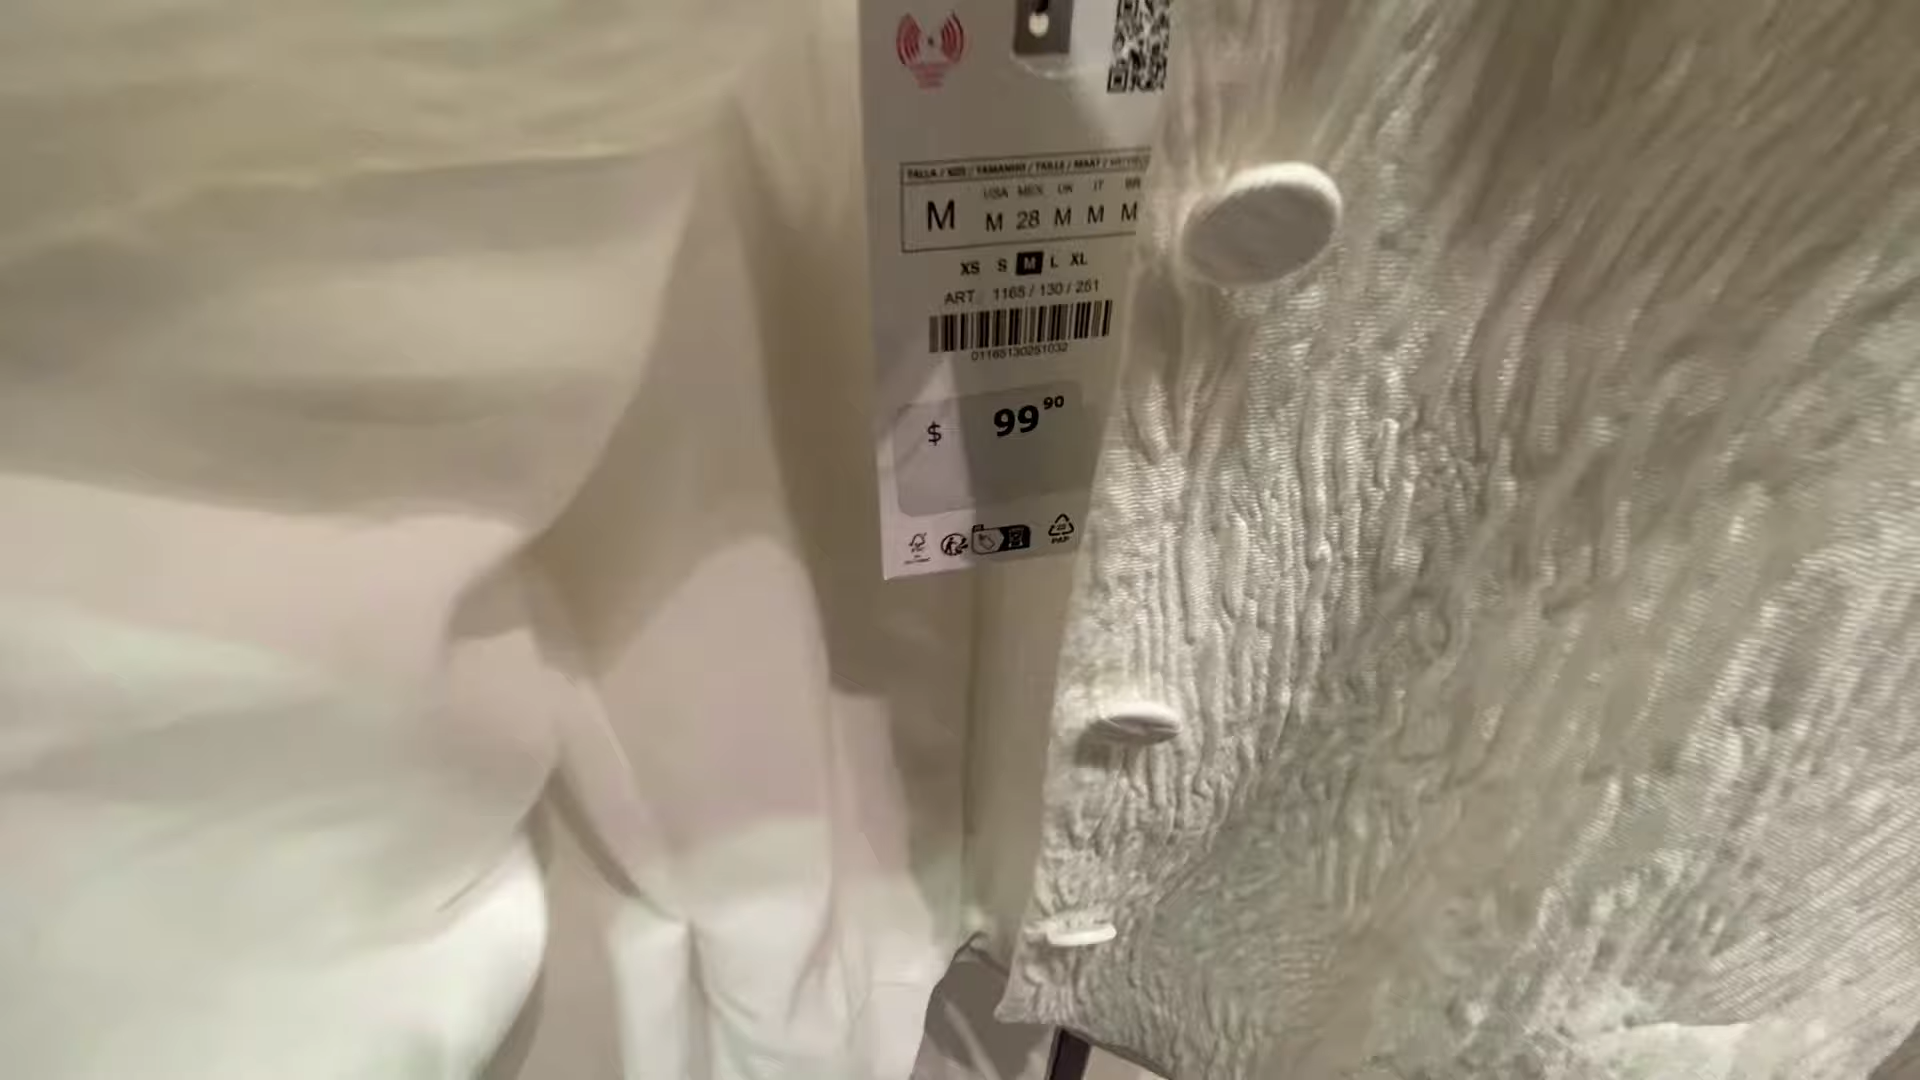 TALLA / SIZE / TAMANHO / TAILLE / MAAT /
USA MEX UK IT BR
M M 28 M M M
XS S M L XL
ART 1165 / 130 / 251
01165130251032
$ 99 90
PAP